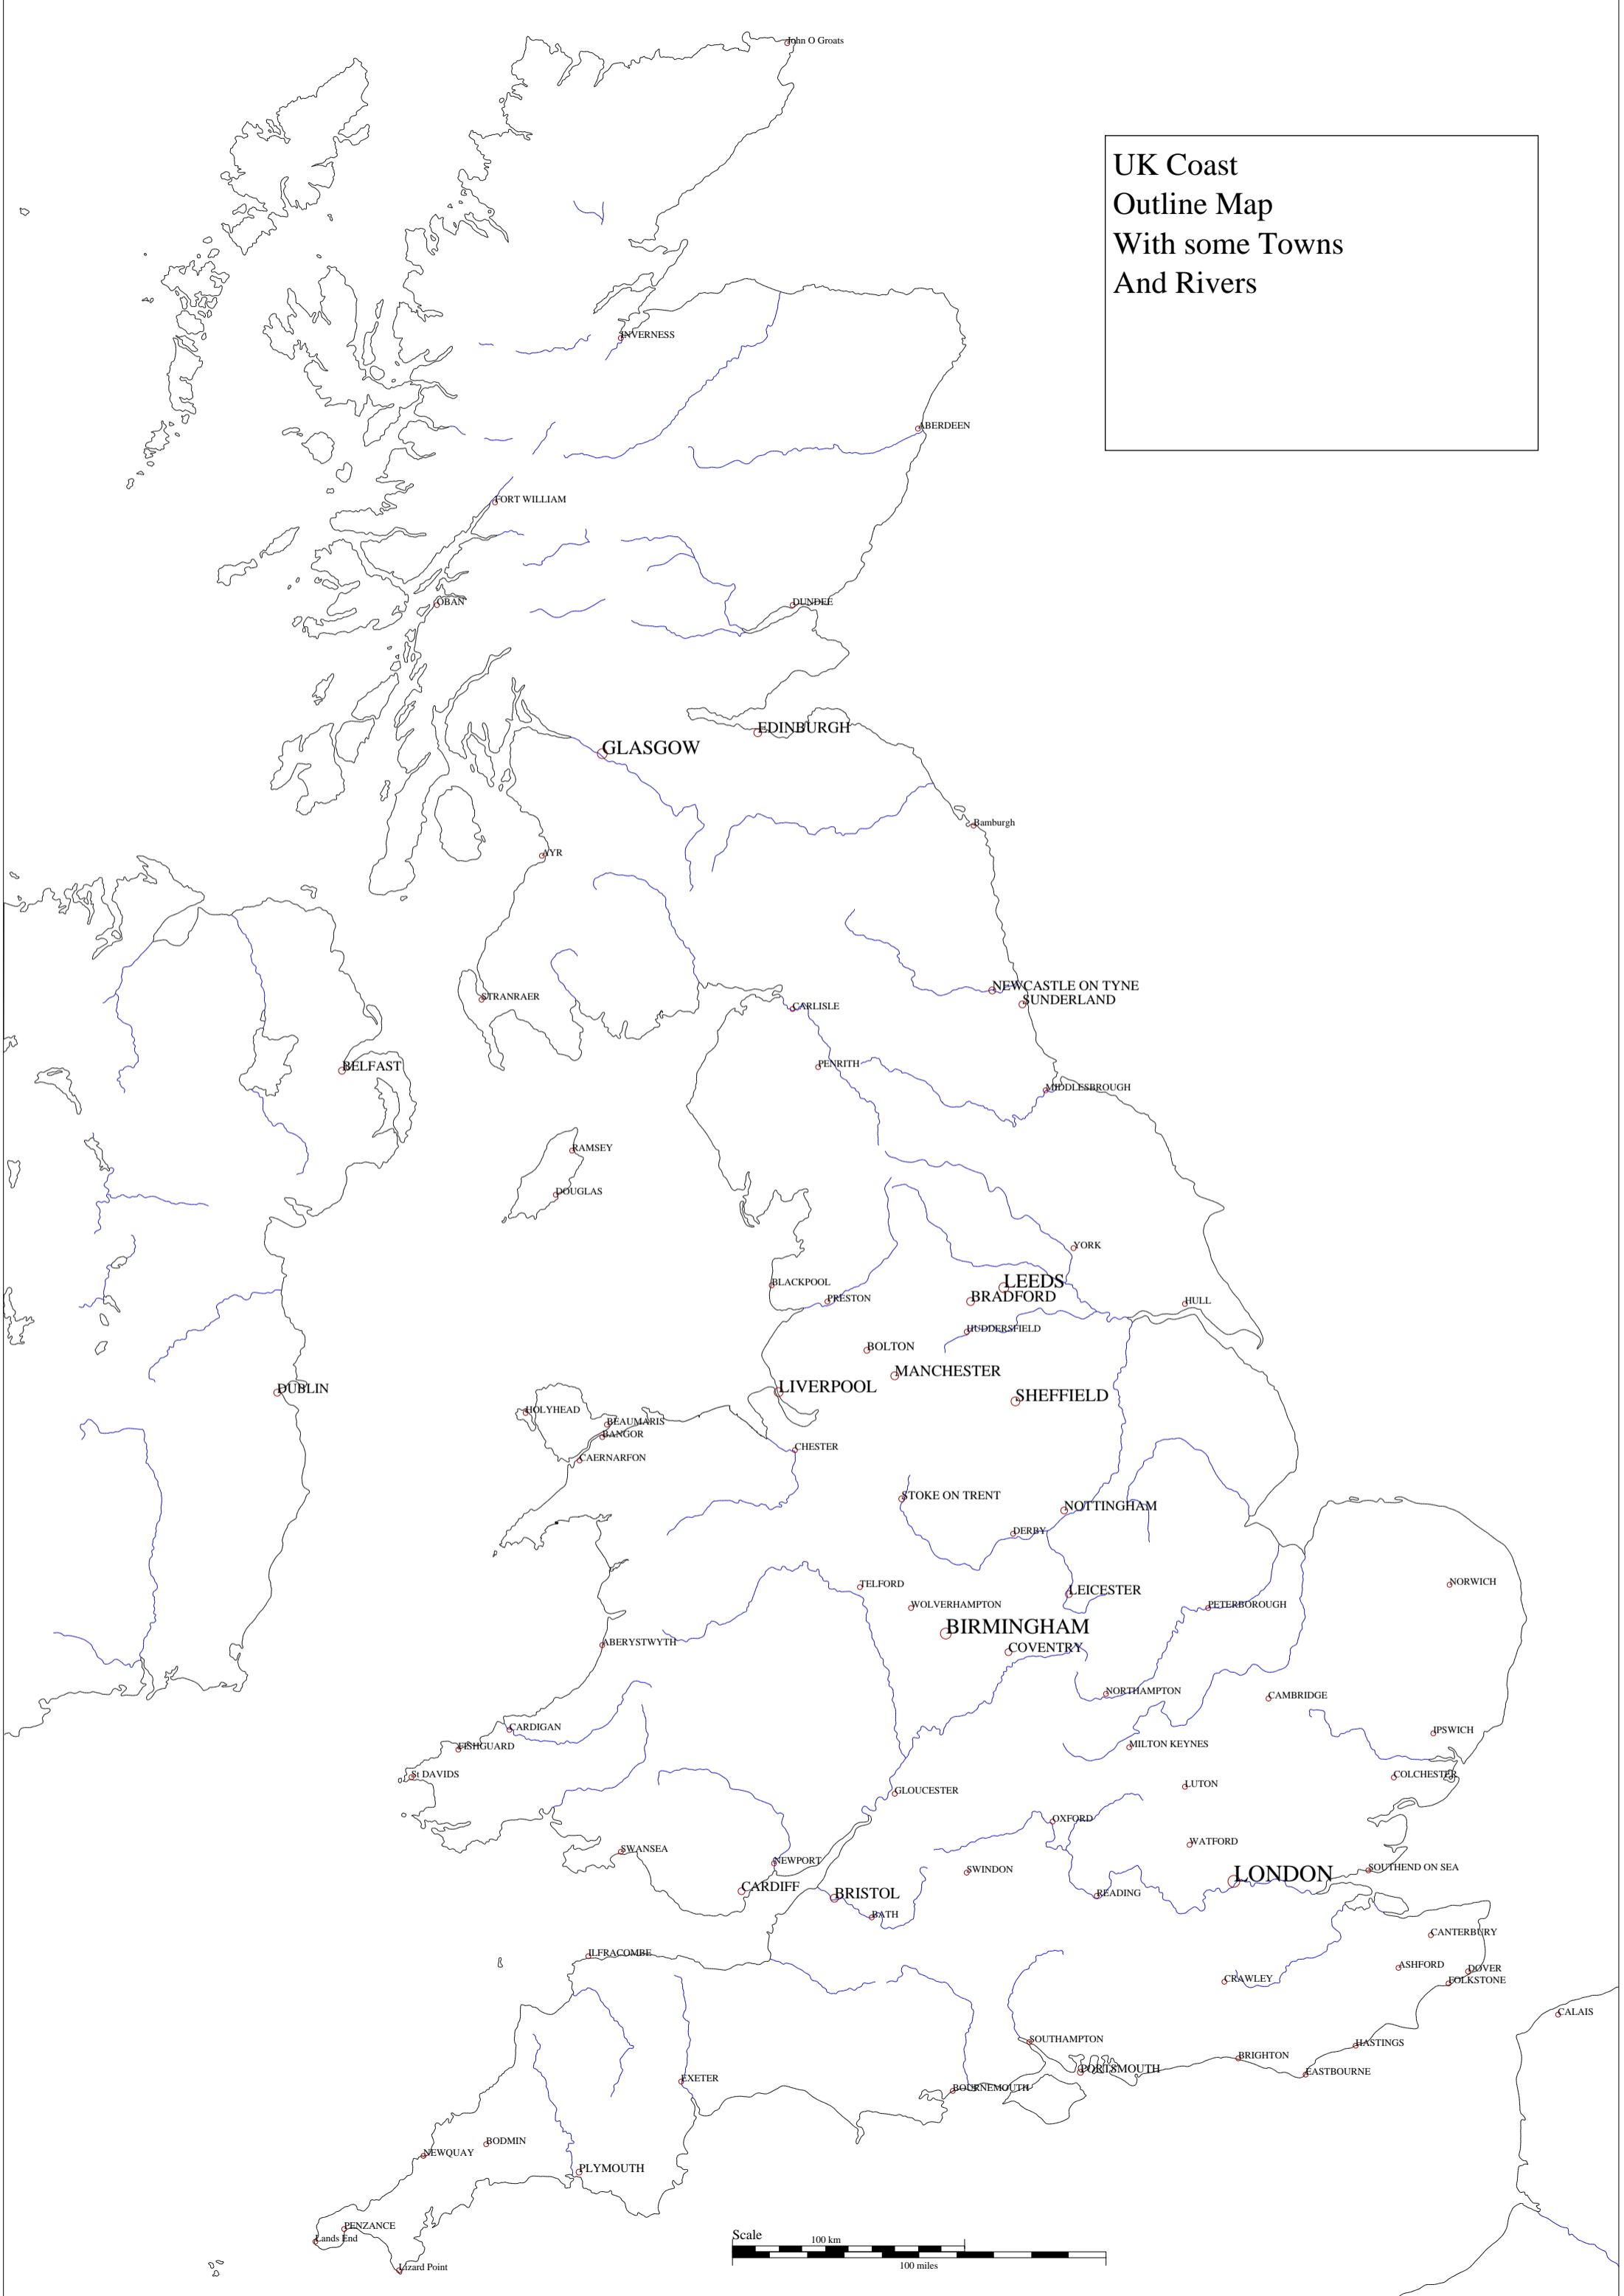 John O Groats
UK Coast
Outline Map
With some Towns
And Rivers
INVERNESS
ABERDEEN
FORT WILLIAM
OBAN
DUNDEE
EDINBURGH
GLASGOW
Bamburgh
AYR
NEWCASTLE ON TYNE
STRANRAER
SUNDERLAND
CARLISLE
BELFAST
PENRITH
MIDDLESBROUGH
RAMSEY
DOUGLAS
YORK
BLACKPOOL
LEEDS
PRESTON
BRADFORD
HULL
HUDDERSFIELD
BOLTON
MANCHESTER
DUBLIN
LIVERPOOL
SHEFFIELD
HOLYHEAD
BEAUMARIS
BANGOR
CHESTER
CAERNARFON
STOKE ON TRENT
NOTTINGHAM
DERBY
NORWICH
TELFORD
LEICESTER
WOLVERHAMPTON
PETERBOROUGH
BIRMINGHAM
ABERYSTWYTH
COVENTRY
NORTHAMPTON
CAMBRIDGE
CARDIGAN
IPSWICH
FISHGUARD
MILTON KEYNES
St DAVIDS
COLCHESTER
LUTON
GLOUCESTER
OXFORD
WATFORD
SWANSEA
NEWPORT
SWINDON
SOUTHEND ON SEA
LONDON
CARDIFF
BRISTOL
READING
BATH
CANTERBURY
ILFRACOMBE
ASHFORD
DOVER
CRAWLEY
FOLKSTONE
CALAIS
SOUTHAMPTON
HASTINGS
BRIGHTON
PORTSMOUTH
EASTBOURNE
EXETER
BOURNEMOUTH
BODMIN
NEWQUAY
PLYMOUTH
PENZANCE
Lands End
Lizard Point
Scale
100 km
100 miles